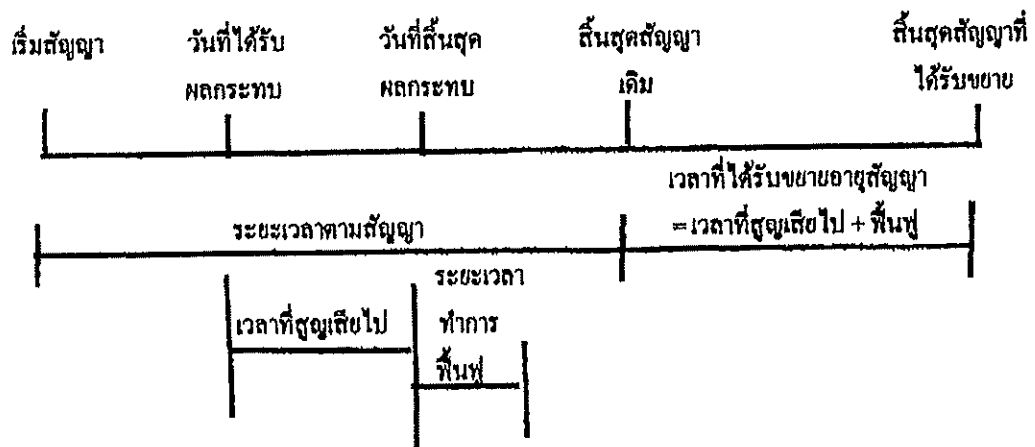 เริ่มสัญญา
วันที่ได้รับ
ผลกระทบ
วันที่สิ้นสุด
ผลกระทบ
สิ้นสุดสัญญา
เดิม
สิ้นสุดสัญญาที่
ได้รับขยาย
เวลาที่ได้รับขยายอายุสัญญา
=เวลาที่สูญเสียไป + ฟื้นฟู
ระยะเวลาตามสัญญา
เวลาที่สูญเสียไป
ระยะเวลา
ทำการ
ฟื้นฟู